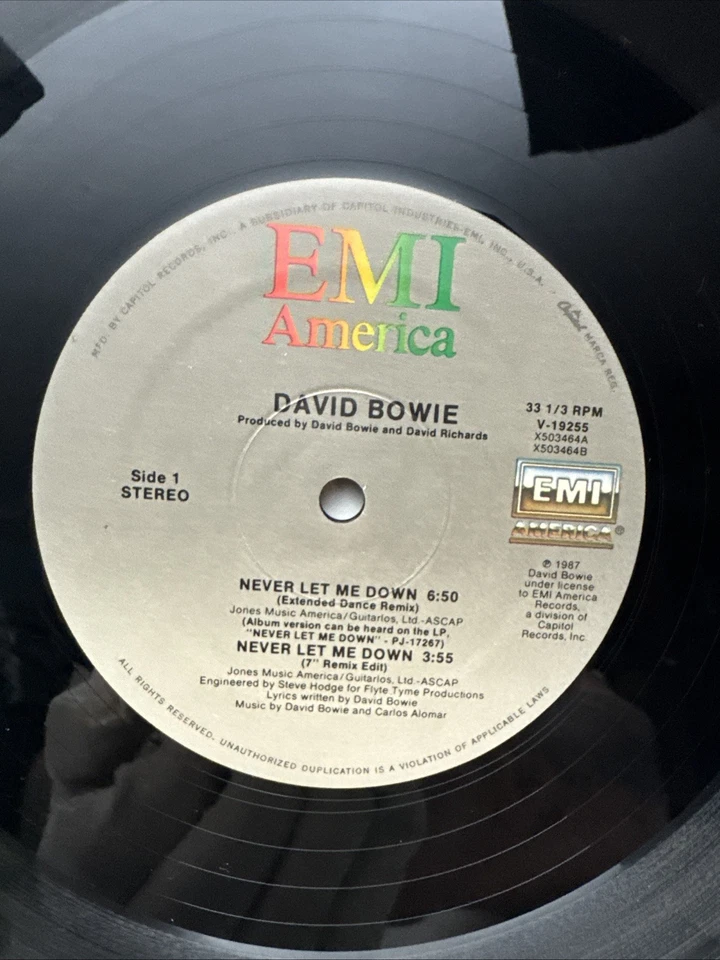 MFD. BY CAPITOL RECORDS, INC. A SUBSIDIARY OF CAPITOL INDUSTRIES-EMI, INC., U.S.A. · Capitol MARCA REG.
EMI
America
DAVID BOWIE
Produced by David Bowie and David Richards
33 1/3 RPM
V-19255
X503464A
X503464B
Side 1
STEREO
EMI
AMERICA®
℗ 1987
David Bowie
under license
to EMI America
Records,
a division of
Capitol
Records, Inc.
NEVER LET ME DOWN 6:50
(Extended Dance Remix)
Jones Music America/Guitarlos, Ltd.-ASCAP
(Album version can be heard on the LP,
"NEVER LET ME DOWN" - PJ-17267)
NEVER LET ME DOWN 3:55
(7" Remix Edit)
Jones Music America/Guitarlos, Ltd.-ASCAP
Engineered by Steve Hodge for Flyte Tyme Productions
Lyrics written by David Bowie
Music by David Bowie and Carlos Alomar
ALL RIGHTS RESERVED. UNAUTHORIZED DUPLICATION IS A VIOLATION OF APPLICABLE LAWS